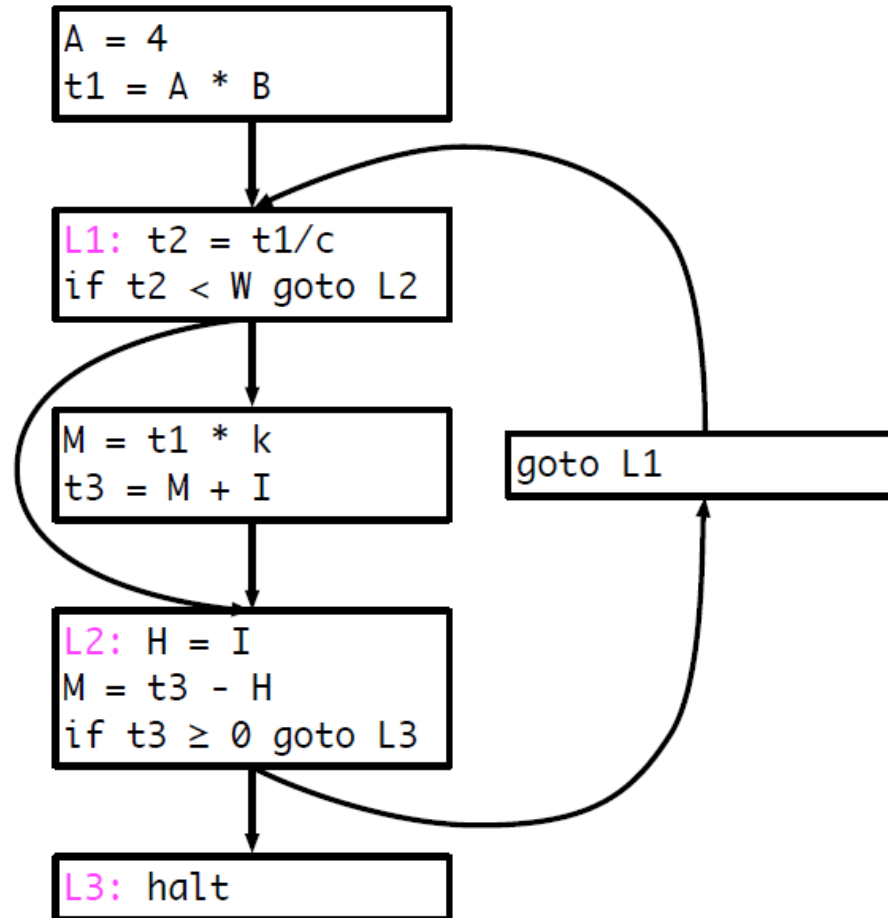 A = 4
t1 = A * B
L1: t2 = t1/c
if t2 < W goto L2
M = t1 * k
t3 = M + I
goto L1
L2: H = I
M = t3 - H
if t3 ≥ 0 goto L3
L3: halt